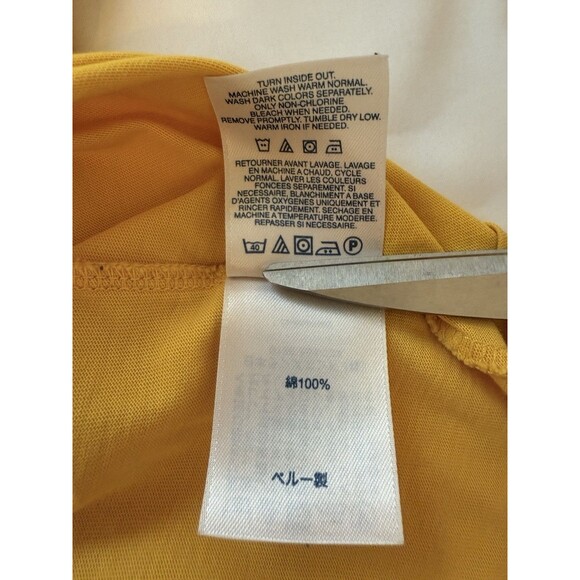 TURN INSIDE OUT.
MACHINE WASH WARM NORMAL.
WASH DARK COLORS SEPARATELY.
ONLY NON-CHLORINE
BLEACH WHEN NEEDED.
REMOVE PROMPTLY. TUMBLE DRY LOW.
WARM IRON IF NEEDED.
RETOURNER AVANT LAVAGE. LAVAGE
EN MACHINE A CHAUD, CYCLE
NORMAL. LAVER LES COULEURS
FONCÉES SEPAREMENT. SI
NECESSAIRE, BLANCHIMENT A BASE
D'AGENTS OXYGENES UNIQUEMENT ET
RINCER RAPIDEMENT. SECHAGE EN
MACHINE A TEMPERATURE MODEREE.
REPASSER SI NECESSAIRE.
40 P
綿100%
ペルー製